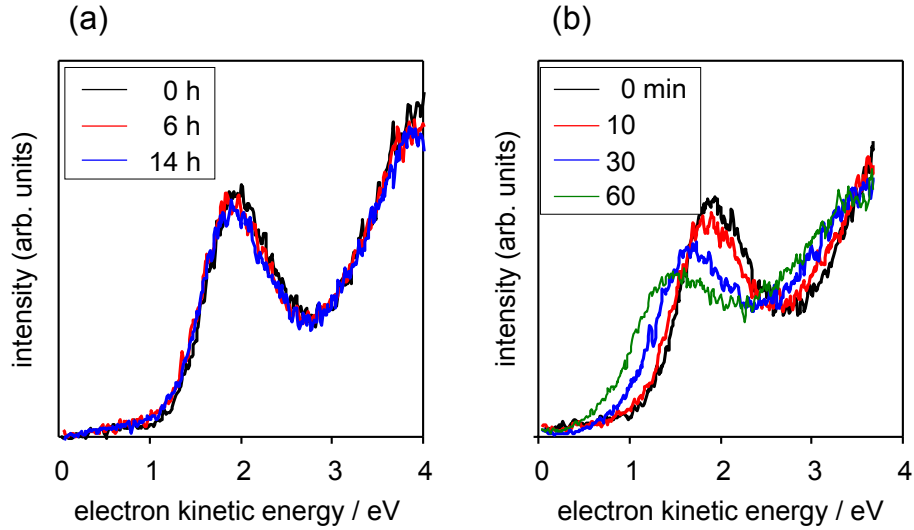 (a)
0 h
6 h
14 h
intensity (arb. units)
0 1 2 3 4
electron kinetic energy / eV
(b)
0 min
10
30
60
intensity (arb. units)
0 1 2 3 4
electron kinetic energy / eV